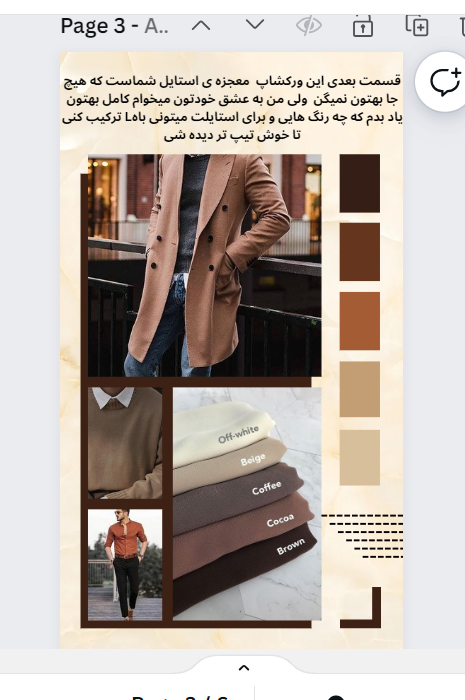 Page 3 - A..
قسمت بعدی این ورکشاپ معجزه ی استایل شماست که هیچ
جا بهتون نمیگن ولی من به عشق خودتون میخوام کامل بهتون
یاد بدم که چه رنگ هایی و برای استایلت میتونی باهم ترکیب کنی
تا خوش تیپ تر دیده شی
Off-white
Beige
Coffee
Cocoa
Brown